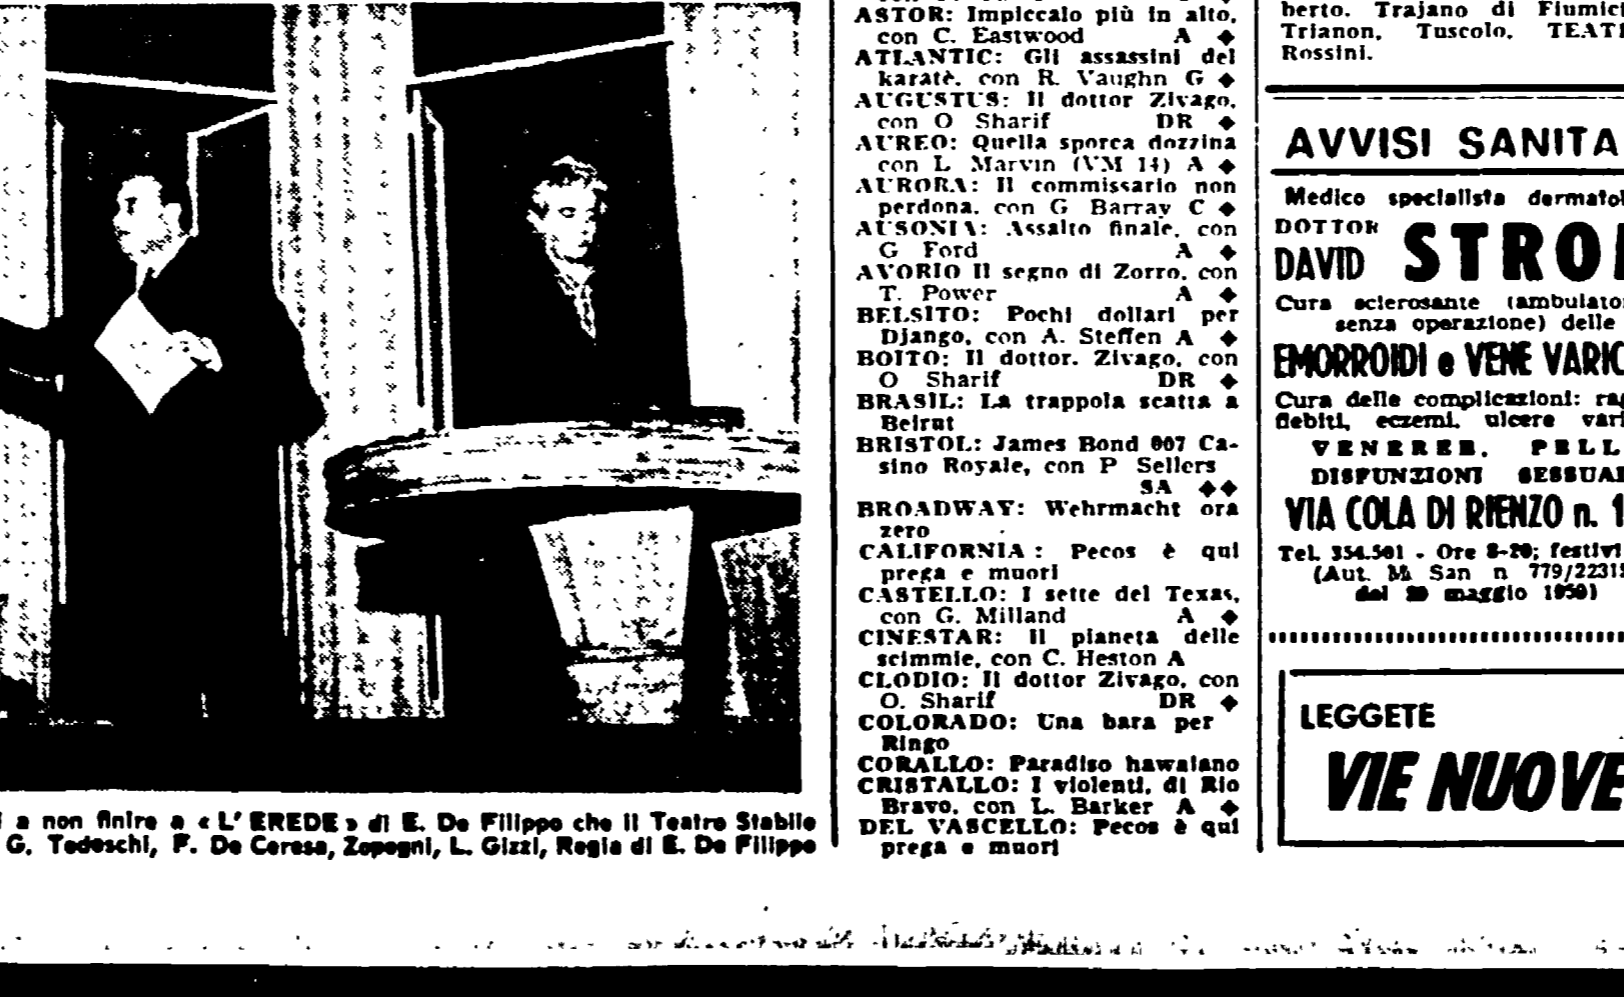 a non finire a « L' EREDE » di E. De Filippo che il Teatro Stabile
G. Tedeschi, F. De Ceresa, Zopegni, L. Gizzi, Regia di E. De Filippo
ASTOR: Impiccalo più in alto,
con C. Eastwood A ◆
ATLANTIC: Gli assassini del
karatè, con R. Vaughn G ◆
AUGUSTUS: Il dottor Zivago,
con O Sharif DR ◆
AUREO: Quella sporca dozzina
con L Marvin (VM 14) A ◆
AURORA: Il commissario non
perdona, con G Barray C ◆
AUSONIA: Assalto finale, con
G Ford A ◆
AVORIO Il segno di Zorro, con
T. Power A ◆
BELSITO: Pochi dollari per
Django, con A. Steffen A ◆
BOITO: Il dottor. Zivago, con
O Sharif DR ◆
BRASIL: La trappola scatta a
Beirut
BRISTOL: James Bond 007 Ca-
sino Royale, con P Sellers
SA ◆◆
BROADWAY: Wehrmacht ora
zero
CALIFORNIA: Pecos è qui
prega e muori
CASTELLO: I sette del Texas,
con G. Milland A ◆
CINESTAR: Il pianeta delle
scimmie, con C. Heston A
CLODIO: Il dottor Zivago, con
O. Sharif DR ◆
COLORADO: Una bara per
Ringo
CORALLO: Paradiso hawaiano
CRISTALLO: I violenti, di Rio
Bravo, con L. Barker A ◆
DEL VASCELLO: Pecos è qui
prega e muori
berto. Trajano di Fiumici
Trianon, Tuscolo. TEAT
Rossini.
AVVISI SANITA
Medico specialista dermatol
DOTTOR
DAVID STRO
Cura sclerosante (ambulato
senza operazione) delle
EMORROIDI e VENE VARIC
Cura delle complicazioni: rag
flebiti, eczemi, ulcere vari
VENEREE, PELL
DISFUNZIONI SESSUAL
VIA COLA DI RIENZO n. 1
Tel. 354.501 - Ore 8-20; festivi
(Aut. M. San n 779/22315
del 29 maggio 1959)
LEGGETE
VIE NUOVE